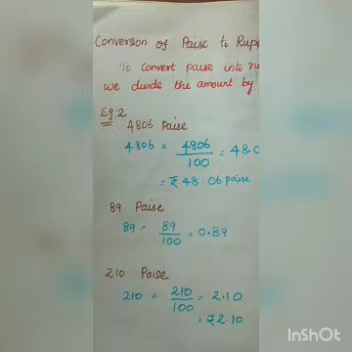 Conversion of Paise to
To convert paise into
we divide the amount by
Eg.2
4806 Paise
4806 = 4806/100 = 48.0
= ₹ 48.06 paise
89 Paise
89 = 89/100 = 0.89
210 Paise
210 = 210/100 = 2.10
= ₹2.10
InShOt